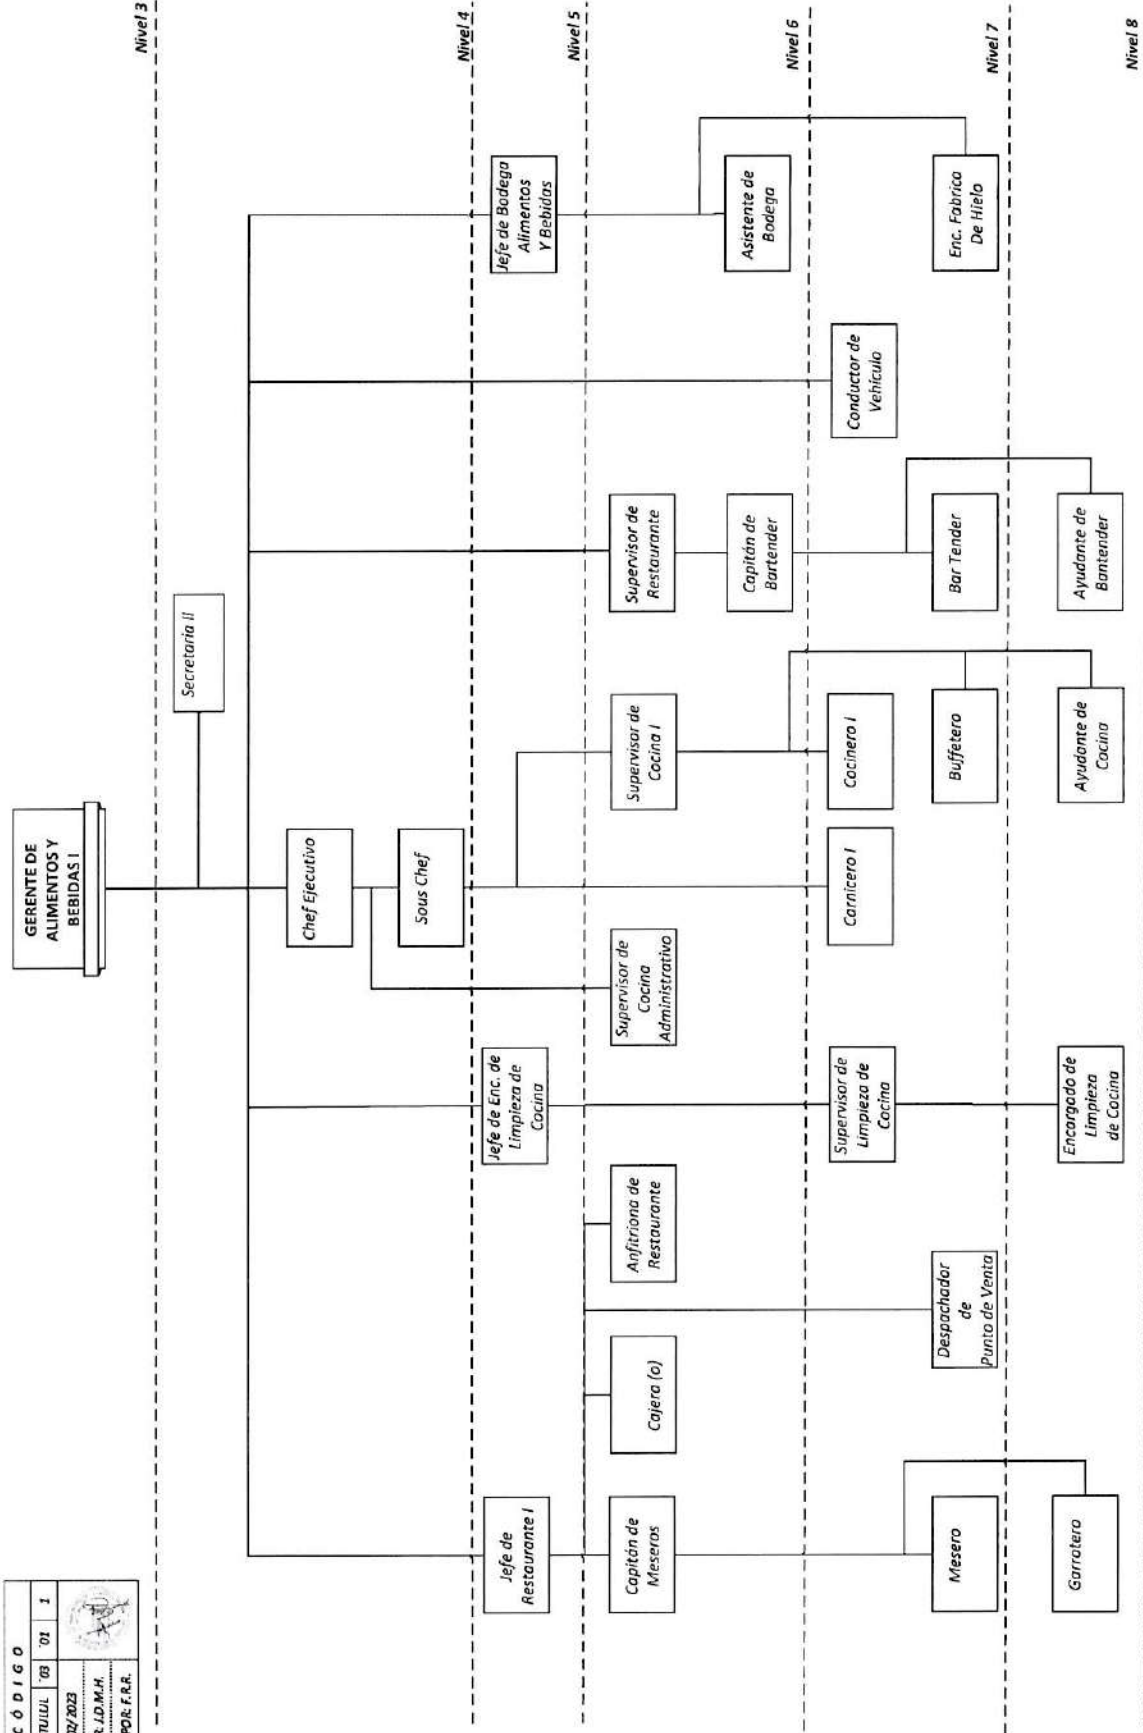 CÓDIGO
TULUL '03 '01 1
02/2023
R: J.D.M.H.
POR: F.R.R.
GERENTE DE
ALIMENTOS Y
BEBIDAS I
Nivel 3
Secretaria II
Chef Ejecutivo
Sous Chef
Nivel 4
Jefe de
Restaurante I
Jefe de Enc. de
Limpieza de
Cocina
Jefe de Bodega
Alimentos
Y Bebidas
Nivel 5
Capitán de
Meseros
Cajera (o)
Anfitriona de
Restaurante
Supervisor de
Cocina
Administrativo
Supervisor de
Cocina I
Supervisor de
Restaurante
Capitán de
Bartender
Asistente de
Bodega
Nivel 6
Supervisor de
Limpieza de
Cocina
Carnicero I
Cocinero I
Conductor de
Vehículo
Mesero
Despachador
de
Punto de Venta
Buffetero
Bar Tender
Enc. Fabrica
De Hielo
Nivel 7
Garrotero
Encargado de
Limpieza
de Cocina
Ayudante de
Cocina
Ayudante de
Bantender
Nivel 8